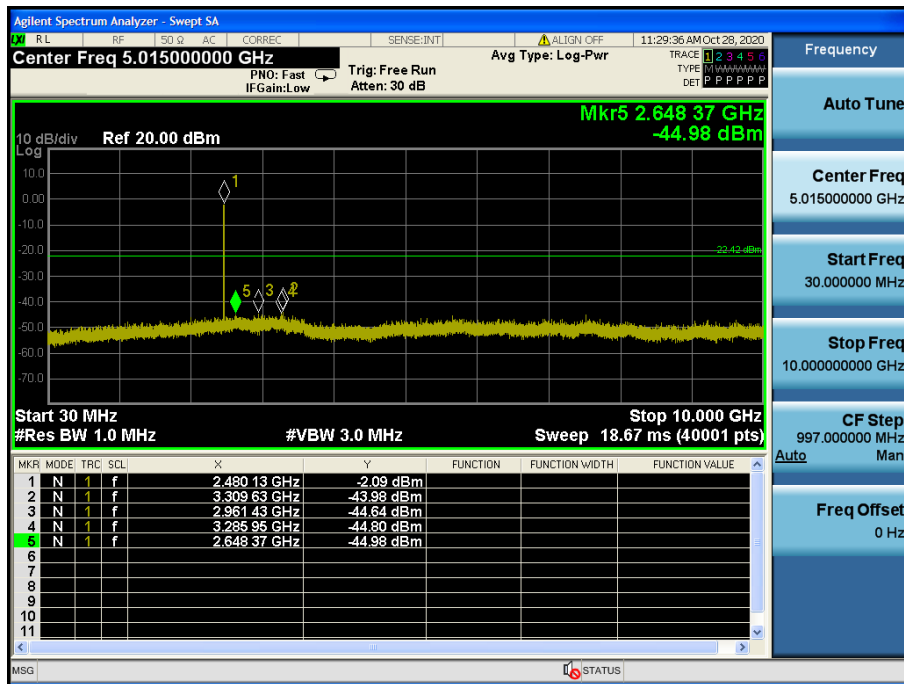 Agilent Spectrum Analyzer - Swept SA
LXI RL RF 50 Ω AC CORREC SENSE:INT ALIGN OFF 11:29:36 AM Oct 28, 2020
Center Freq 5.015000000 GHz
PNO: Fast
IFGain:Low
Trig: Free Run
Atten: 30 dB
Avg Type: Log-Pwr
TRACE 1 2 3 4 5 6
TYPE MWWWWW
DET P P P P P P
Mkr5 2.648 37 GHz
-44.98 dBm
10 dB/div Ref 20.00 dBm
Log
10.0
0.00
-10.0
-20.0
-30.0
-40.0
-50.0
-60.0
-70.0
1
5 3 4 2
-22.42 dBm
Start 30 MHz Stop 10.000 GHz
#Res BW 1.0 MHz #VBW 3.0 MHz Sweep 18.67 ms (40001 pts)
MKR MODE TRC SCL X Y FUNCTION FUNCTION WIDTH FUNCTION VALUE
1 N 1 f 2.480 13 GHz -2.09 dBm
2 N 1 f 3.309 63 GHz -43.98 dBm
3 N 1 f 2.961 43 GHz -44.64 dBm
4 N 1 f 3.285 95 GHz -44.80 dBm
5 N 1 f 2.648 37 GHz -44.98 dBm
6
7
8
9
10
11
MSG STATUS
Frequency
Auto Tune
Center Freq
5.015000000 GHz
Start Freq
30.000000 MHz
Stop Freq
10.000000000 GHz
CF Step
997.000000 MHz
Auto Man
Freq Offset
0 Hz